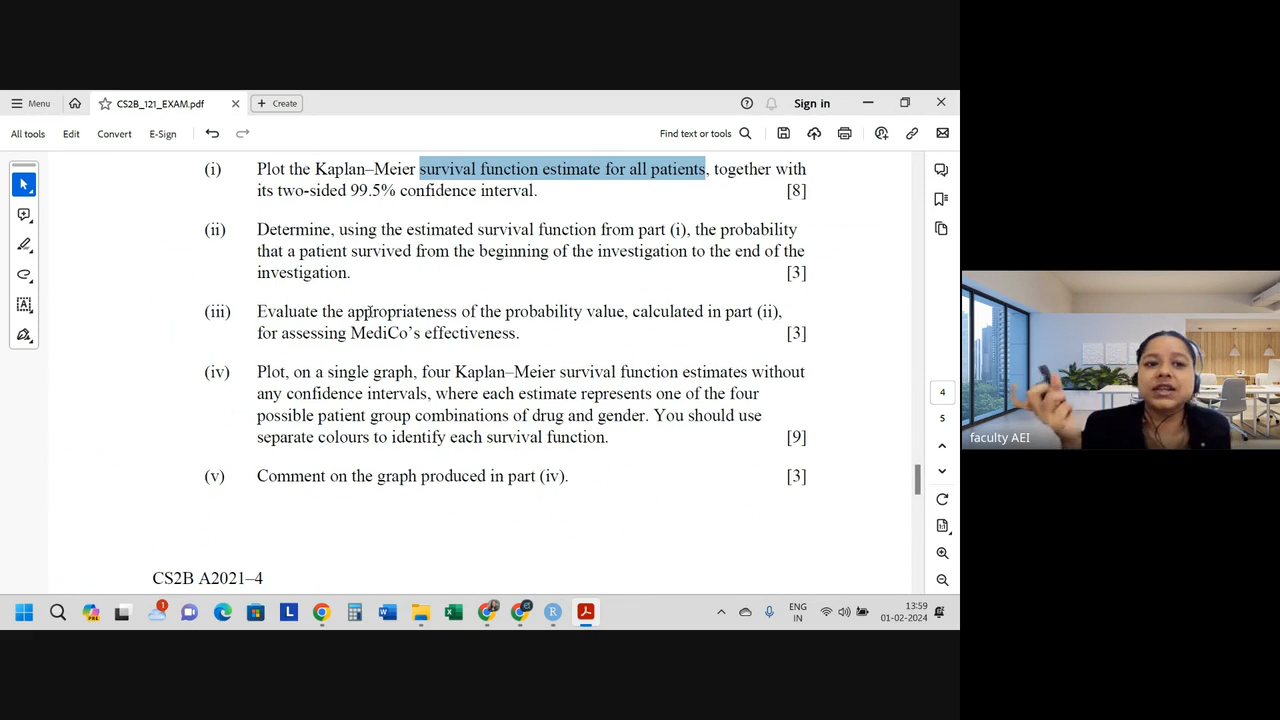 Menu
CS2B_121_EXAM.pdf
Create
Sign in
All tools
Edit
Convert
E-Sign
Find text or tools
(i) Plot the Kaplan–Meier survival function estimate for all patients, together with
its two-sided 99.5% confidence interval. [8]
(ii) Determine, using the estimated survival function from part (i), the probability
that a patient survived from the beginning of the investigation to the end of the
investigation. [3]
(iii) Evaluate the appropriateness of the probability value, calculated in part (ii),
for assessing MediCo’s effectiveness. [3]
(iv) Plot, on a single graph, four Kaplan–Meier survival function estimates without
any confidence intervals, where each estimate represents one of the four
possible patient group combinations of drug and gender. You should use
separate colours to identify each survival function. [9]
(v) Comment on the graph produced in part (iv). [3]
CS2B A2021–4
4
5
faculty AEI
PRE
1
L
R
ENG
IN
13:59
01-02-2024